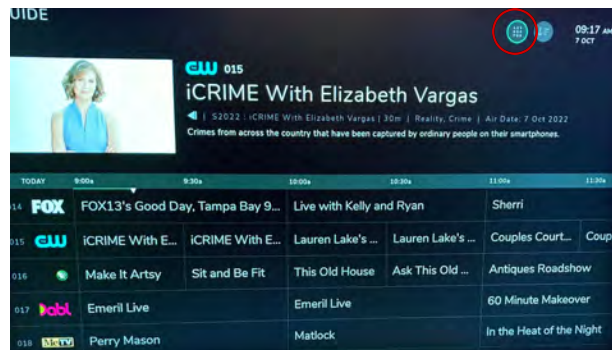 GUIDE
09:17 AM
7 OCT
CW 015
iCRIME With Elizabeth Vargas
| S2022 | iCRIME With Elizabeth Vargas | 30m | Reality, Crime | Air Date: 7 Oct 2022
Crimes from across the country that have been captured by ordinary people on their smartphones.
TODAY 9:00a 9:30a 10:00a 10:30a 11:00a 11:30a
014 FOX FOX13's Good Day, Tampa Bay 9... Live with Kelly and Ryan Sherri
015 CW iCRIME With E... iCRIME With E... Lauren Lake's ... Lauren Lake's ... Couples Court... Coup
016 Make It Artsy Sit and Be Fit This Old House Ask This Old ... Antiques Roadshow
017 Dabl Emeril Live Emeril Live 60 Minute Makeover
018 MeTV Perry Mason Matlock In the Heat of the Night